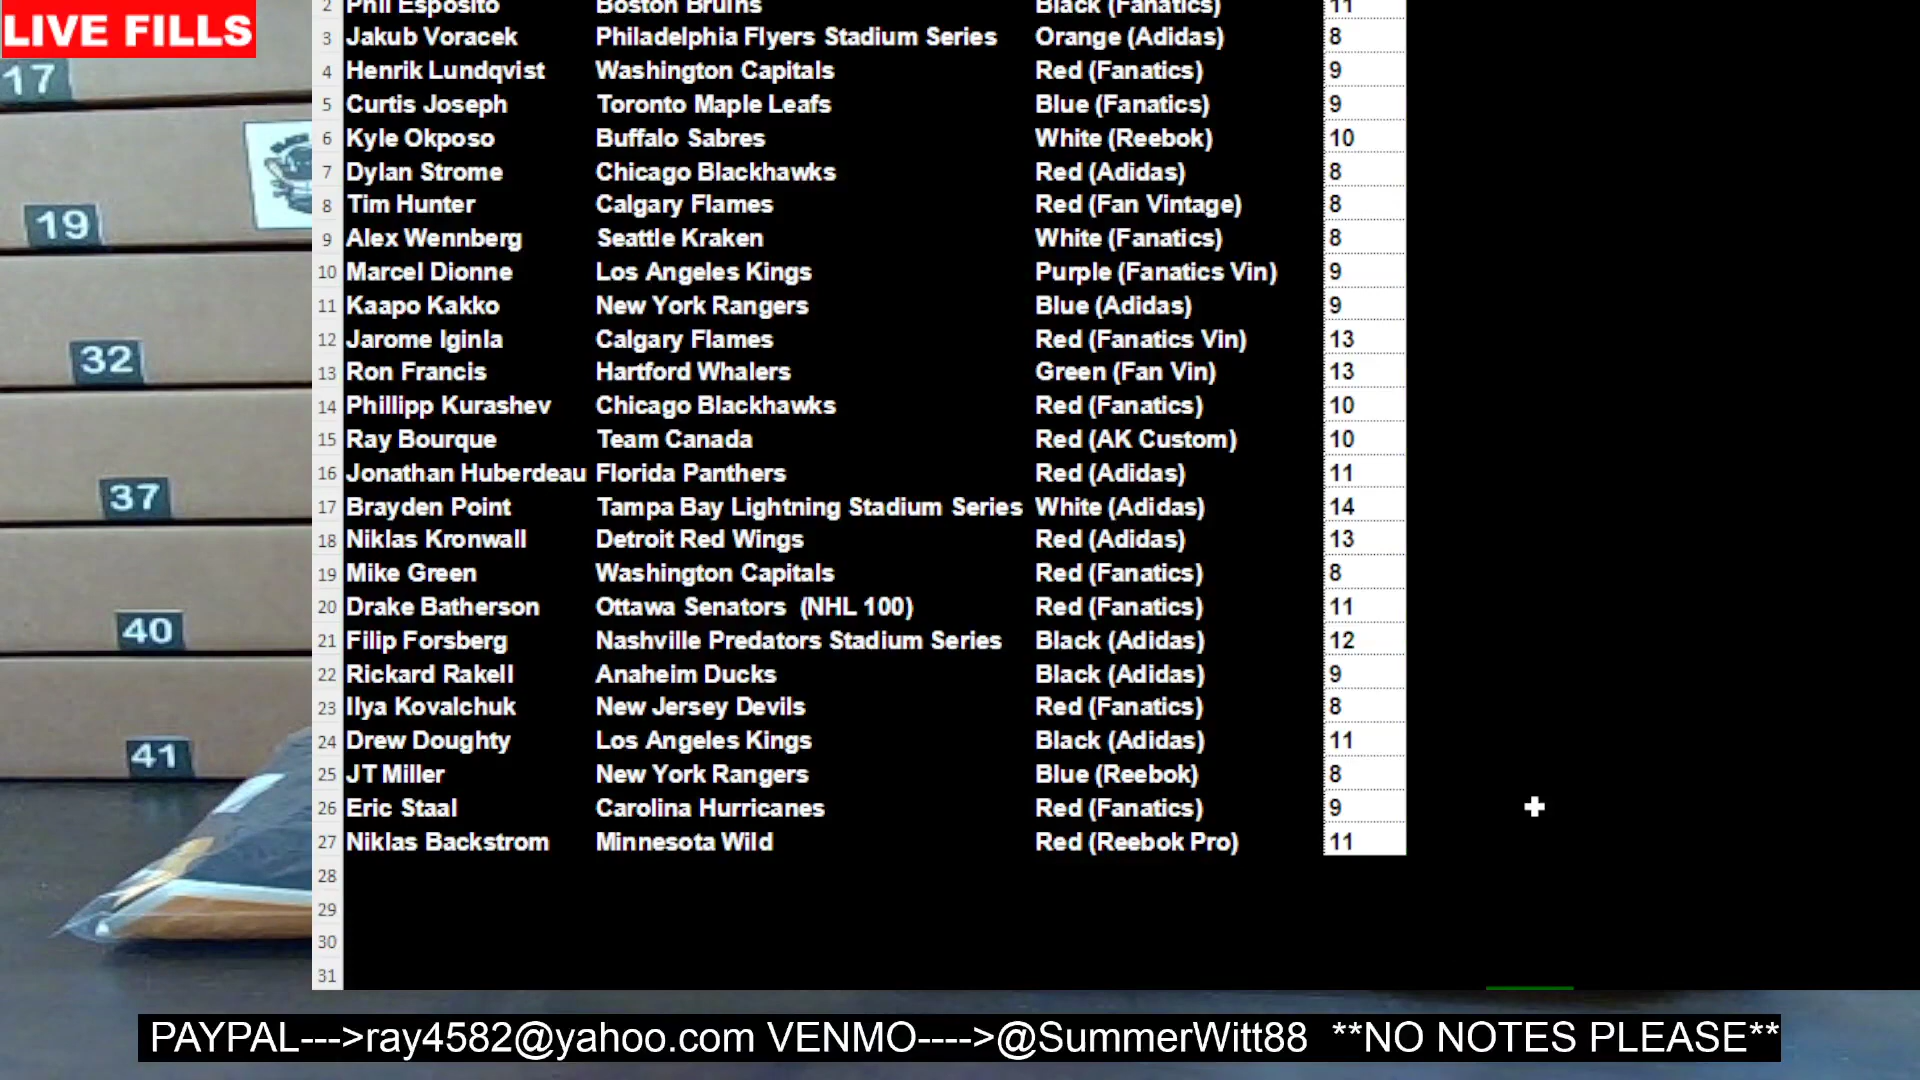 LIVE FILLS
2 Phil Esposito Boston Bruins Black (Fanatics) 11
3 Jakub Voracek Philadelphia Flyers Stadium Series Orange (Adidas) 8
4 Henrik Lundqvist Washington Capitals Red (Fanatics) 9
5 Curtis Joseph Toronto Maple Leafs Blue (Fanatics) 9
6 Kyle Okposo Buffalo Sabres White (Reebok) 10
7 Dylan Strome Chicago Blackhawks Red (Adidas) 8
8 Tim Hunter Calgary Flames Red (Fan Vintage) 8
9 Alex Wennberg Seattle Kraken White (Fanatics) 8
10 Marcel Dionne Los Angeles Kings Purple (Fanatics Vin) 9
11 Kaapo Kakko New York Rangers Blue (Adidas) 9
12 Jarome Iginla Calgary Flames Red (Fanatics Vin) 13
13 Ron Francis Hartford Whalers Green (Fan Vin) 13
14 Phillipp Kurashev Chicago Blackhawks Red (Fanatics) 10
15 Ray Bourque Team Canada Red (AK Custom) 10
16 Jonathan Huberdeau Florida Panthers Red (Adidas) 11
17 Brayden Point Tampa Bay Lightning Stadium Series White (Adidas) 14
18 Niklas Kronwall Detroit Red Wings Red (Adidas) 13
19 Mike Green Washington Capitals Red (Fanatics) 8
20 Drake Batherson Ottawa Senators (NHL 100) Red (Fanatics) 11
21 Filip Forsberg Nashville Predators Stadium Series Black (Adidas) 12
22 Rickard Rakell Anaheim Ducks Black (Adidas) 9
23 Ilya Kovalchuk New Jersey Devils Red (Fanatics) 8
24 Drew Doughty Los Angeles Kings Black (Adidas) 11
25 JT Miller New York Rangers Blue (Reebok) 8
26 Eric Staal Carolina Hurricanes Red (Fanatics) 9
27 Niklas Backstrom Minnesota Wild Red (Reebok Pro) 11
28
29
30
31
17
19
32
37
40
41
PAYPAL--->ray4582@yahoo.com VENMO---->@SummerWitt88 **NO NOTES PLEASE**